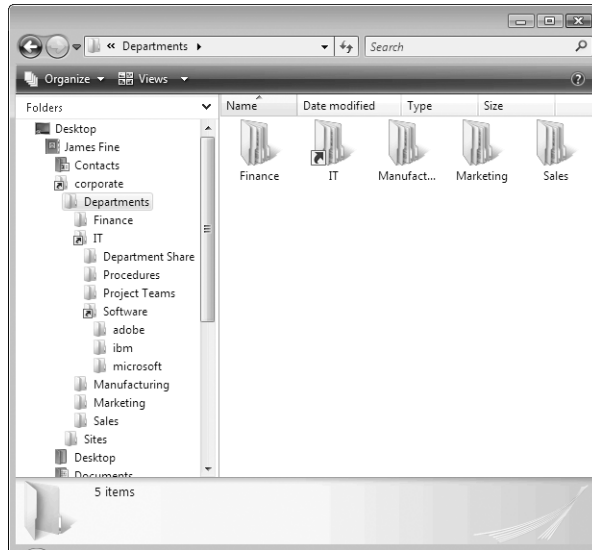 « Departments ▸
Search
Organize
Views
Folders
Name
Date modified
Type
Size
Desktop
James Fine
Contacts
corporate
Departments
Finance
IT
Department Share
Procedures
Project Teams
Software
adobe
ibm
microsoft
Manufacturing
Marketing
Sales
Sites
Desktop
Documents
Finance
IT
Manufact...
Marketing
Sales
5 items